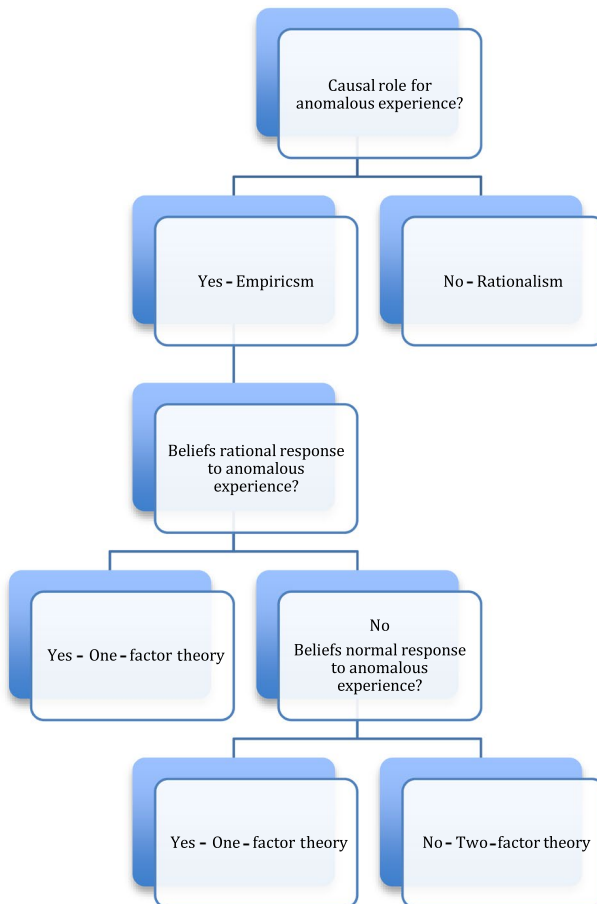 Causal role for
anomalous experience?
Yes – Empiricsm
No – Rationalism
Beliefs rational response
to anomalous
experience?
Yes – One – factor theory
No
Beliefs normal response
to anomalous
experience?
Yes – One – factor theory
No – Two – factor theory